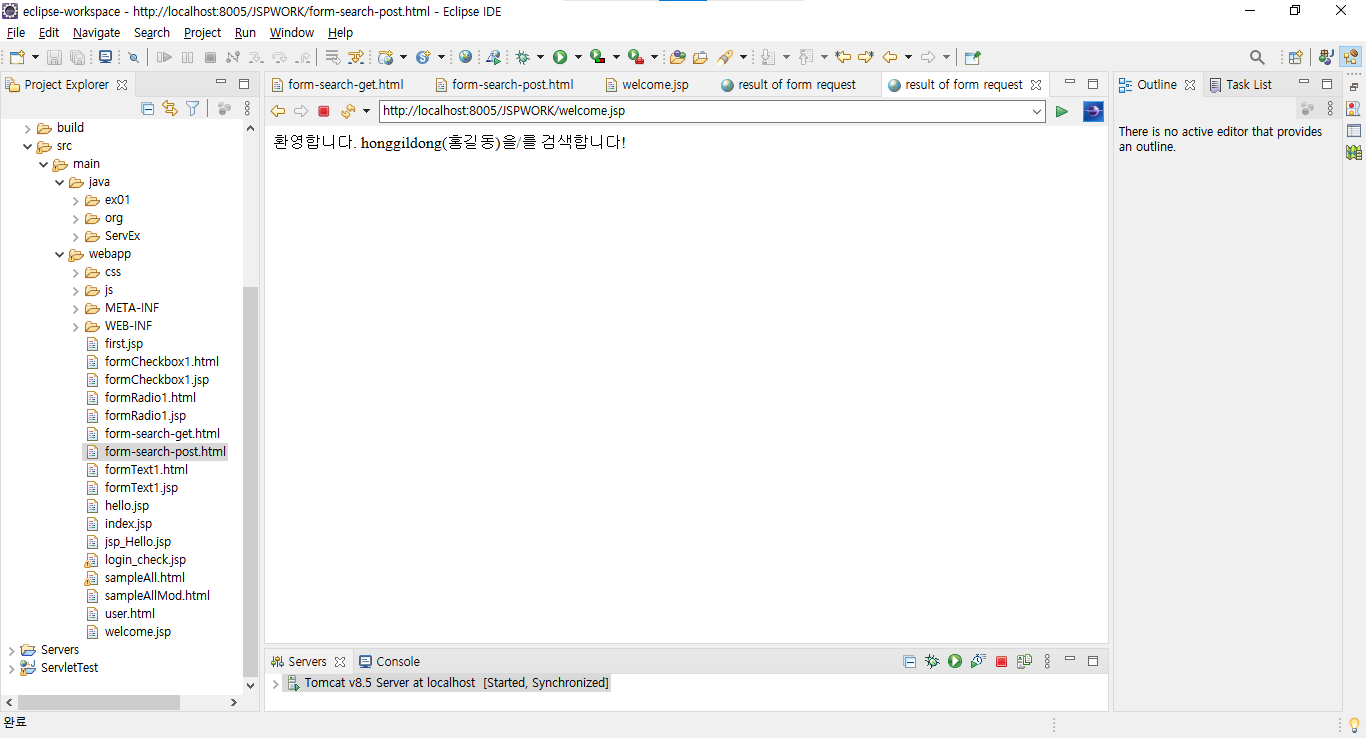 eclipse-workspace - http://localhost:8005/JSPWORK/form-search-post.html - Eclipse IDE
File Edit Navigate Search Project Run Window Help
Project Explorer
build
src
main
java
ex01
org
ServEx
webapp
css
js
META-INF
WEB-INF
first.jsp
formCheckbox1.html
formCheckbox1.jsp
formRadio1.html
formRadio1.jsp
form-search-get.html
form-search-post.html
formText1.html
formText1.jsp
hello.jsp
index.jsp
jsp_Hello.jsp
login_check.jsp
sampleAll.html
sampleAllMod.html
user.html
welcome.jsp
Servers
ServletTest
form-search-get.html form-search-post.html welcome.jsp result of form request result of form request
http://localhost:8005/JSPWORK/welcome.jsp
환영합니다. honggildong(홍길동)을/를 검색합니다!
Servers Console
Tomcat v8.5 Server at localhost [Started, Synchronized]
Outline Task List
There is no active editor that provides
an outline.
완료